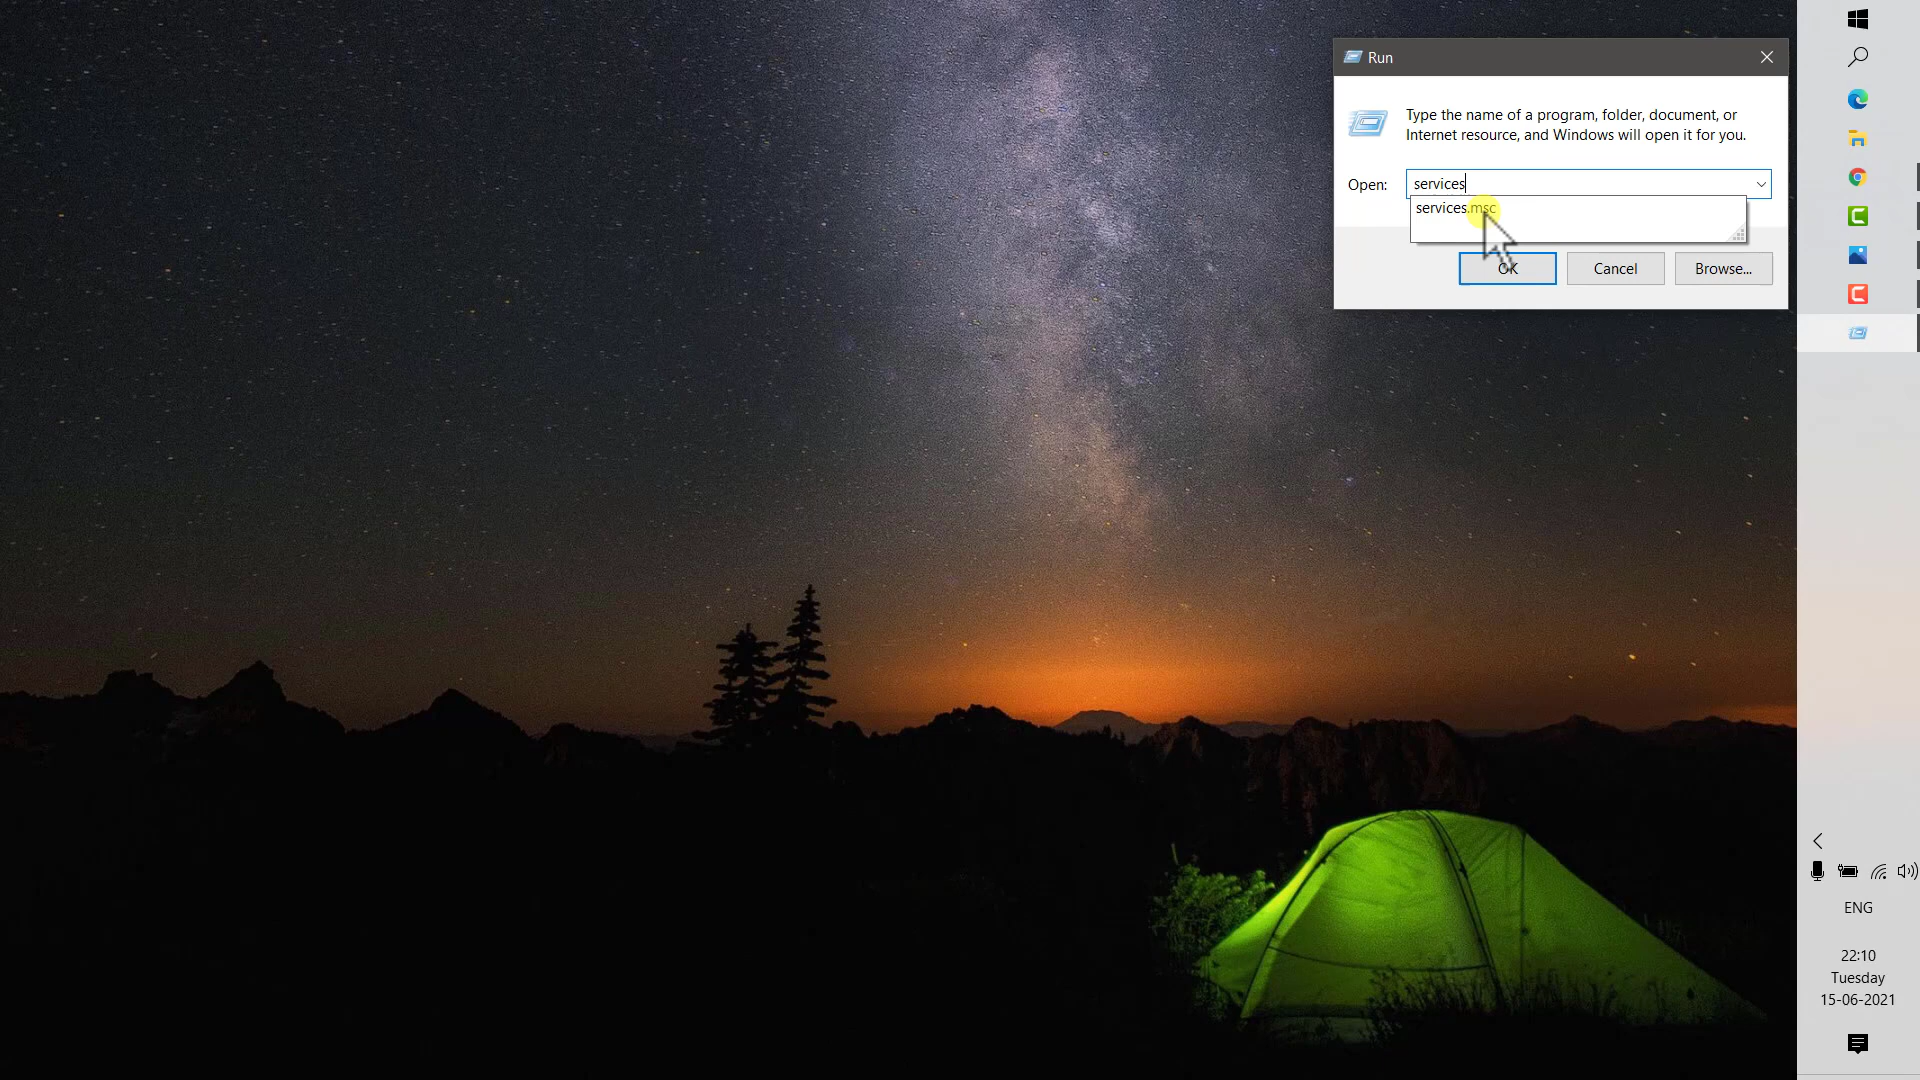 Run
Type the name of a program, folder, document, or
Internet resource, and Windows will open it for you.
Open: services
services.msc
OK Cancel Browse...
ENG
22:10
Tuesday
15-06-2021